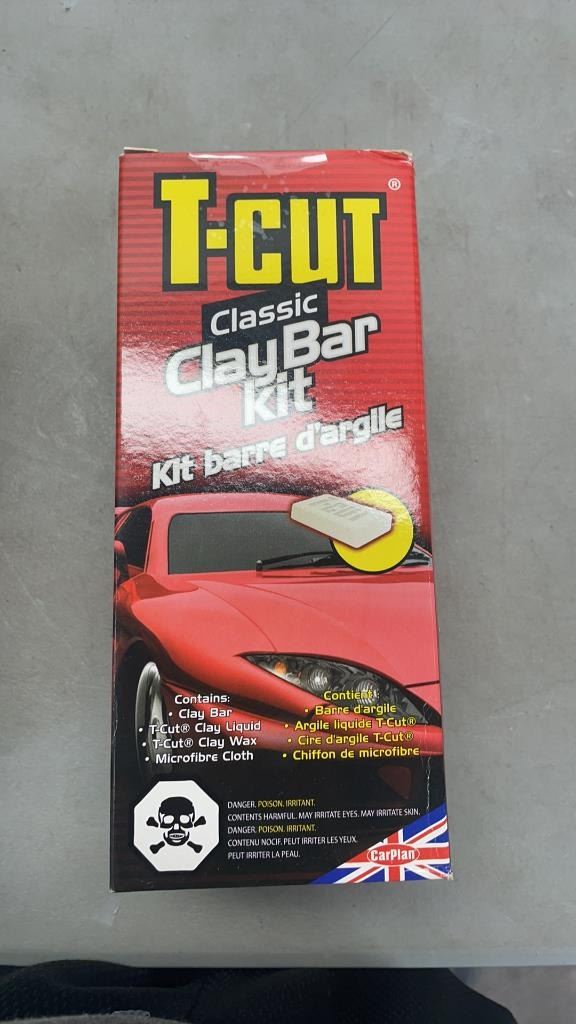 T-CUT®
Classic
Clay Bar
Kit
Kit barre d'argile
T-CUT
Contains:
• Clay Bar
• T-Cut® Clay Liquid
• T-Cut® Clay Wax
• Microfibre Cloth
Contient :
• Barre d'argile
• Argile liquide T-Cut®
• Cire d'argile T-Cut®
• Chiffon de microfibre
DANGER. POISON. IRRITANT.
CONTENTS HARMFUL. MAY IRRITATE EYES. MAY IRRITATE SKIN.
DANGER. POISON. IRRITANT.
CONTENU NOCIF. PEUT IRRITER LES YEUX.
PEUT IRRITER LA PEAU.
CarPlan